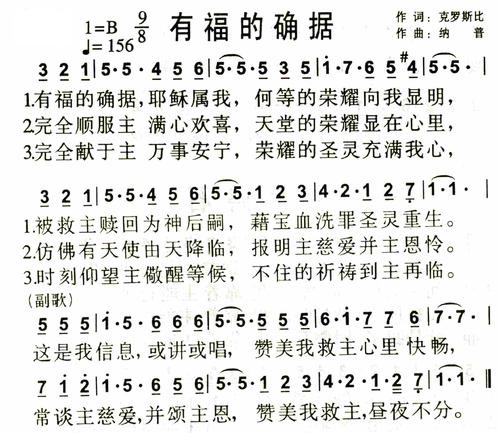 有福的确据
1=B 9/8
♩=156
作 词：克罗斯比
作 曲：纳 普
3 2 1|5·5· 4 5 6|5·5· 5 3 5|1·7·6 5 #4|5·5·
1.有福的确据，耶稣属我，何等的荣耀向我显明，
2.完全顺服主 满心欢喜，天堂的荣耀显在心里，
3.完全献于主 万事安宁，荣耀的圣灵充满我心，
3 2 1|5·5· 4 5 6|5·5· 1 2 3|4·2·1 2 7|1·1·
1.被救主赎回为神后嗣，藉宝血洗罪圣灵重生。
2.仿佛有天使由天降临，报明主慈爱并主恩怜。
3.时刻仰望主儆醒等候，不住的祈祷到主再临。
(副歌)
5 5 5|1·5· 6 6 6|5·5· 5 5 5|6·1·7 7 6|7·7·
这是我信息，或讲或唱，赞美我救主心里快畅，
7 1 2|1·5· 4 5 6|5·5· 1 2 3|4·2·1·2 7|1·1·
常谈主慈爱，并颂主恩，赞美我救主，昼夜不分。